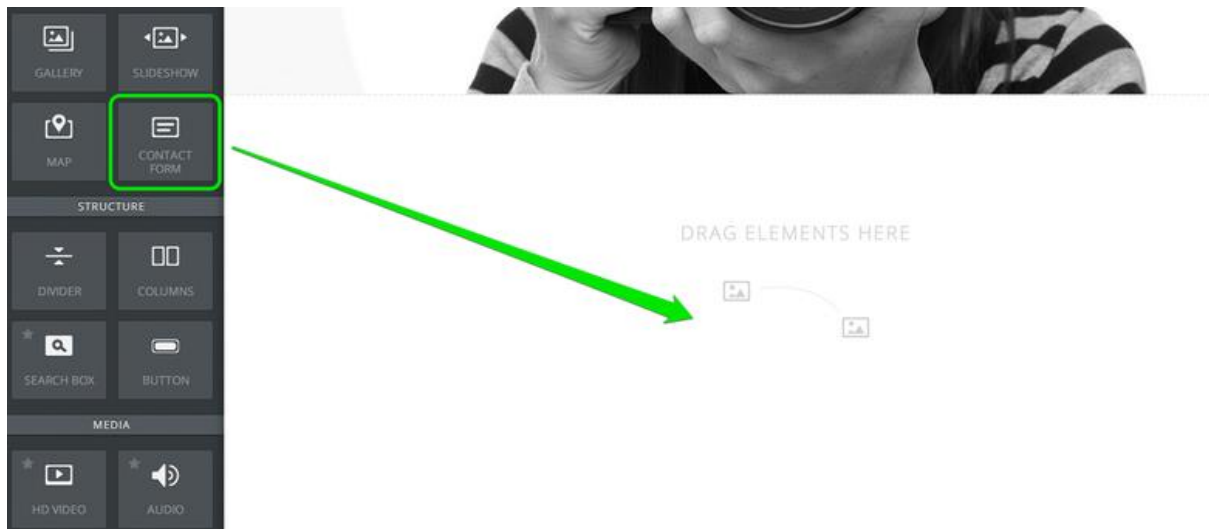 GALLERY
SLIDESHOW
MAP
CONTACT
FORM
STRUCTURE
DIVIDER
COLUMNS
SEARCH BOX
BUTTON
MEDIA
HD VIDEO
AUDIO
DRAG ELEMENTS HERE